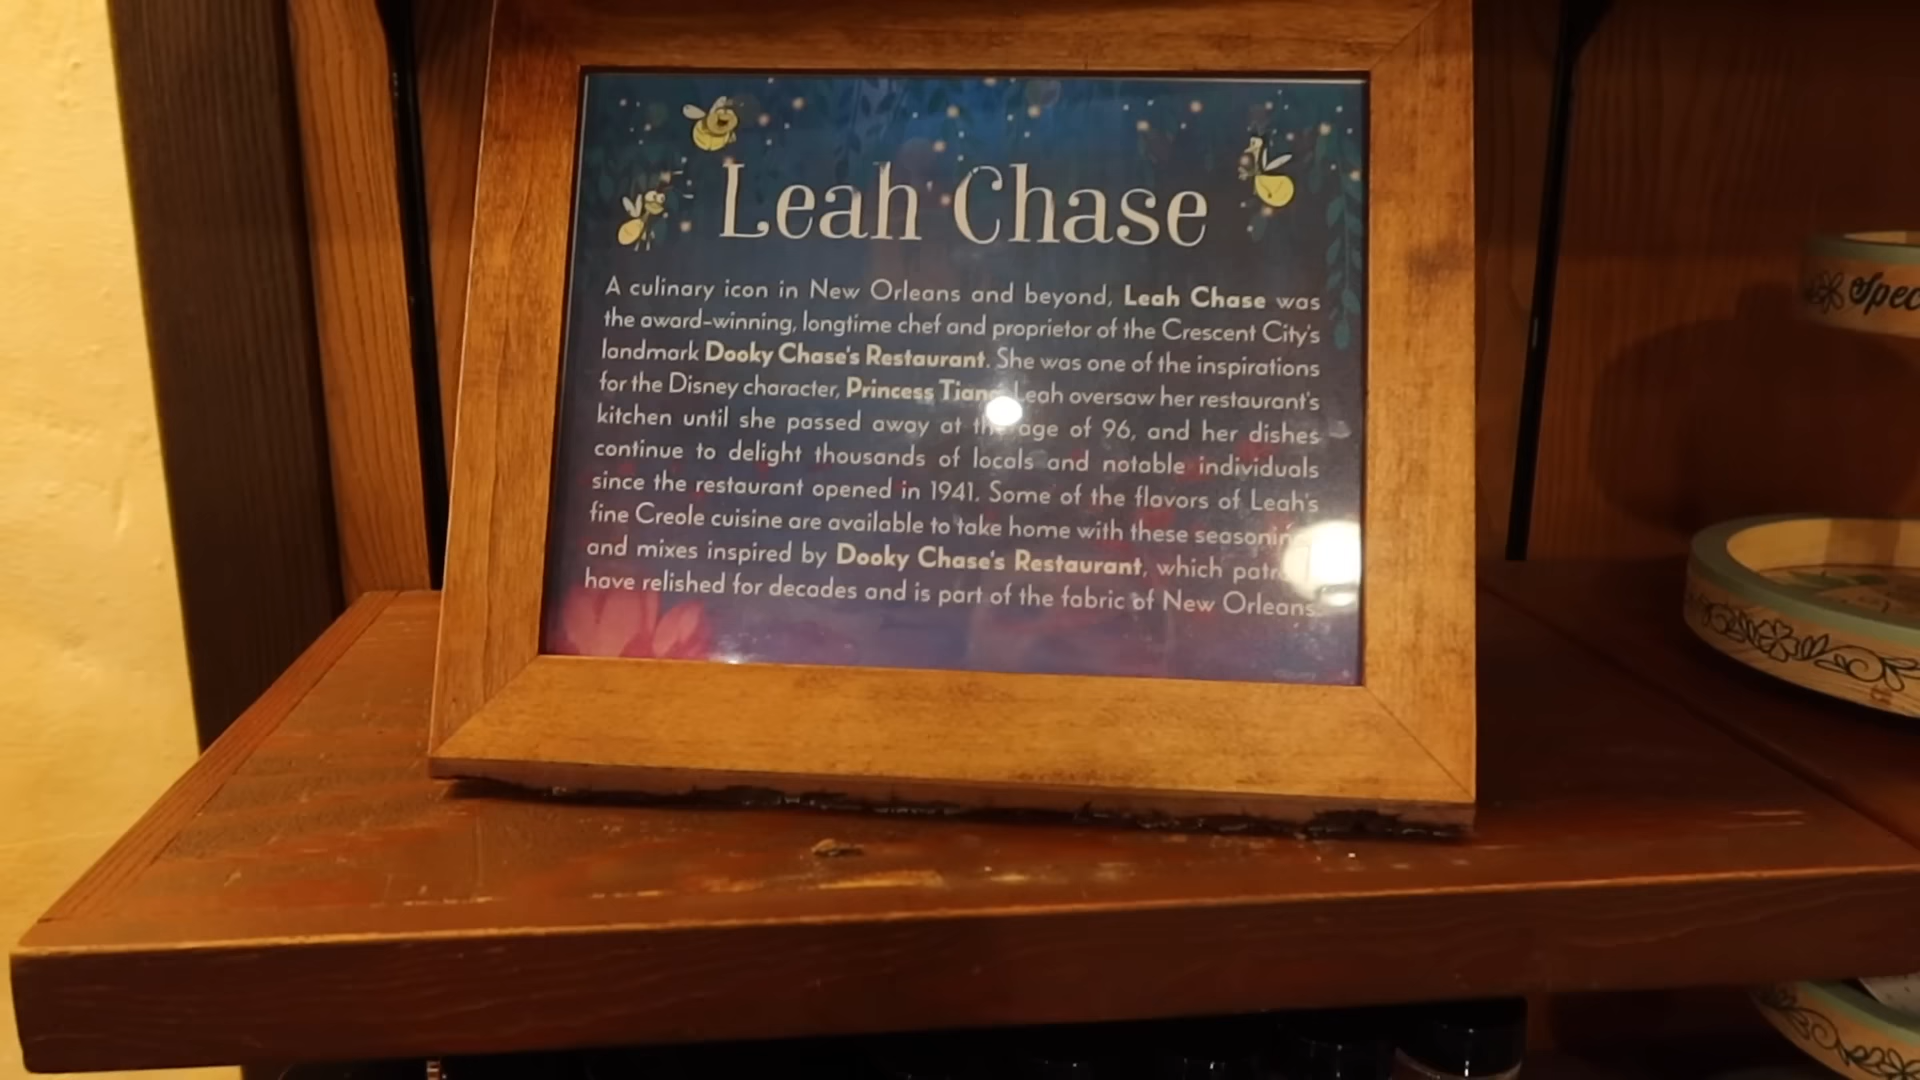 Leah Chase
A culinary icon in New Orleans and beyond, Leah Chase was
the award-winning, longtime chef and proprietor of the Crescent City's
landmark Dooky Chase's Restaurant. She was one of the inspirations
for the Disney character, Princess Leah oversaw her restaurant's
kitchen until she passed away at age of 96, and her dishes
continue to delight thousands of locals and notable individuals
since the restaurant opened in 1941. Some of the flavors of Leah's
fine Creole cuisine are available to take home with these
and mixes inspired by Dooky Chase's Restaurant, which
have relished for decades and is part of the fabric of New Orleans.